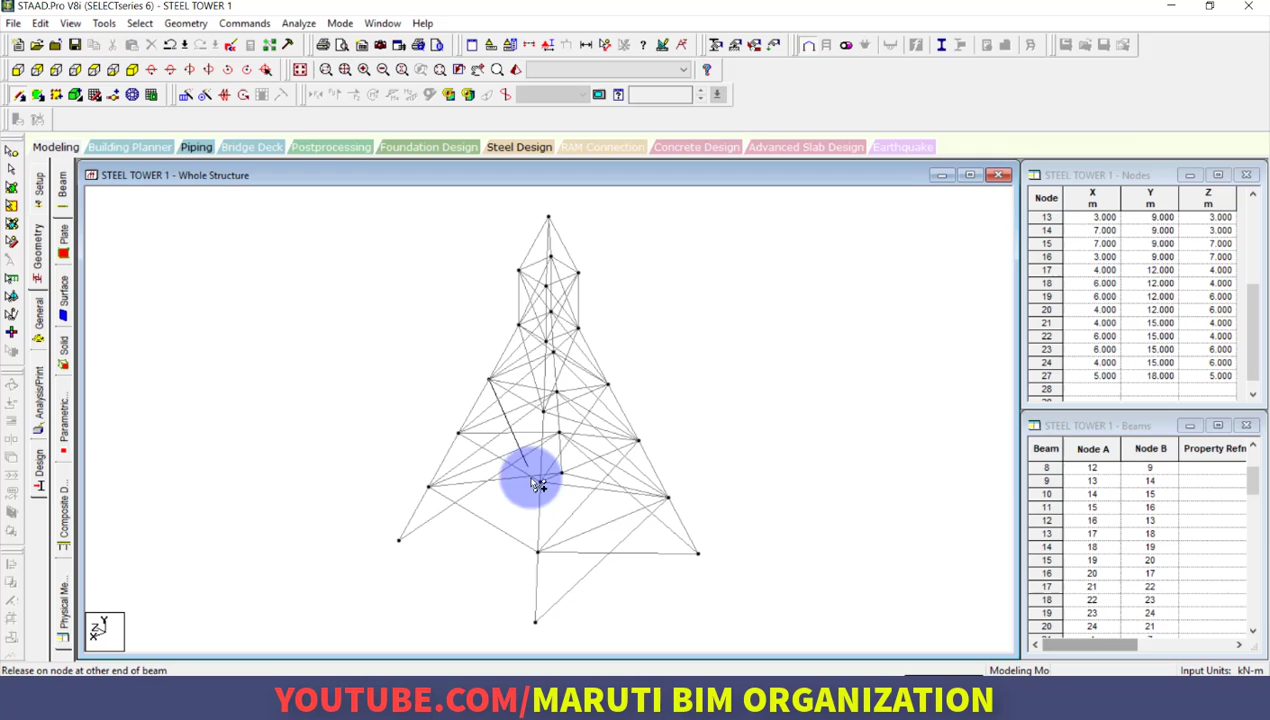 STAAD.Pro V8i (SELECTseries 6) - STEEL TOWER 1
File Edit View Tools Select Geometry Commands Analyze Mode Window Help
Modeling Building Planner Piping Bridge Deck Postprocessing Foundation Design Steel Design RAM Connection Concrete Design Advanced Slab Design Earthquake
Setup
Geometry
General
Analysis/Print
Design
Beam
Plate
Surface
Solid
Parametric...
Composite D...
Physical Me...
STEEL TOWER 1 - Whole Structure
Y
Z
X
STEEL TOWER 1 - Nodes
Node X m Y m Z m
13 3.000 9.000 3.000
14 7.000 9.000 3.000
15 7.000 9.000 7.000
16 3.000 9.000 7.000
17 4.000 12.000 4.000
18 6.000 12.000 4.000
19 6.000 12.000 6.000
20 4.000 12.000 6.000
21 4.000 15.000 4.000
22 6.000 15.000 4.000
23 6.000 15.000 6.000
24 4.000 15.000 6.000
27 5.000 18.000 5.000
28
STEEL TOWER 1 - Beams
Beam Node A Node B Property Refn
8 12 9
9 13 14
10 14 15
11 15 16
12 16 13
13 17 18
14 18 19
15 19 20
16 20 17
17 21 22
18 22 23
19 23 24
20 24 21
Release on node at other end of beam
Modeling Mo
Input Units: kN-m
YOUTUBE.COM/MARUTI BIM ORGANIZATION